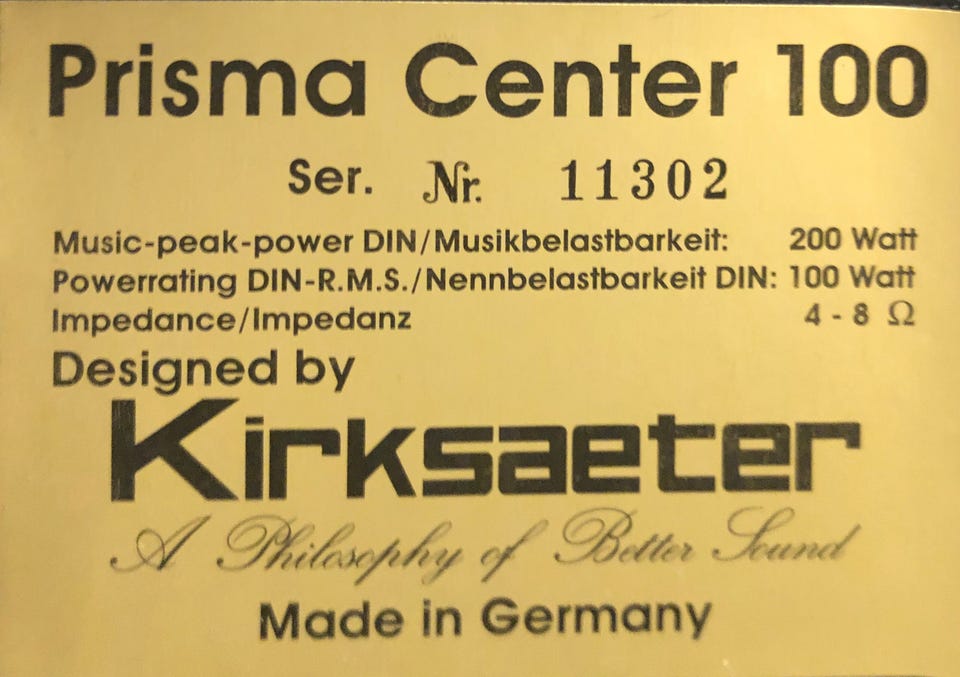 Prisma Center 100
Ser. Nr. 11302
Music-peak-power DIN/Musikbelastbarkeit: 200 Watt
Powerrating DIN-R.M.S./Nennbelastbarkeit DIN: 100 Watt
Impedance/Impedanz 4 - 8 Ω
Designed by
Kirksaeter
A Philosophy of Better Sound
Made in Germany